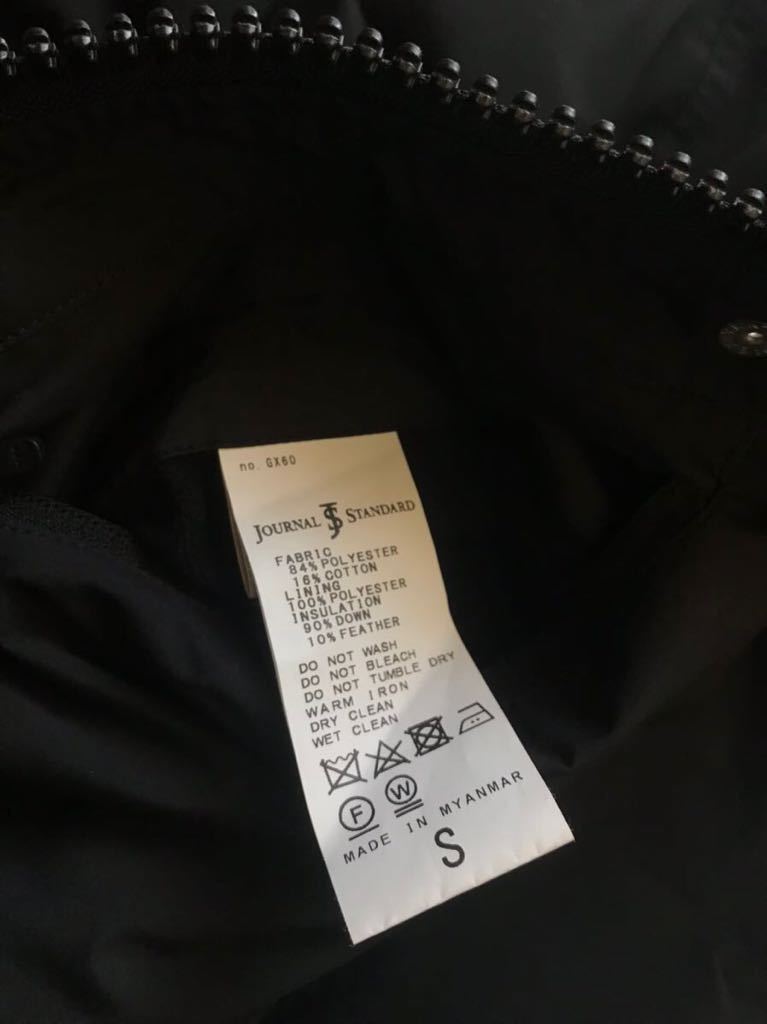 no. GX60
JOURNAL JS STANDARD
FABRIC
84% POLYESTER
16% COTTON
LINING
100% POLYESTER
INSULATION
90% DOWN
10% FEATHER
DO NOT WASH
DO NOT BLEACH
DO NOT TUMBLE DRY
WARM IRON
DRY CLEAN
WET CLEAN
F W
MADE IN MYANMAR
S